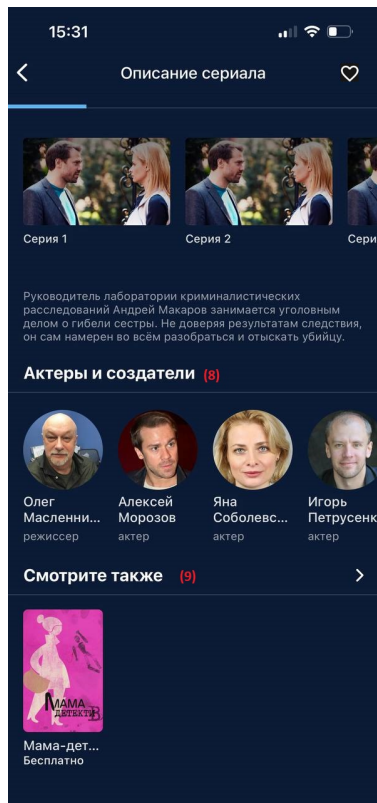 15:31
Описание сериала
Серия 1
Серия 2
Сери
Руководитель лаборатории криминалистических
расследований Андрей Макаров занимается уголовным
делом о гибели сестры. Не доверяя результатам следствия,
он сам намерен во всём разобраться и отыскать убийцу.
Актеры и создатели (8)
Олег
Масленни...
режиссер
Алексей
Морозов
актер
Яна
Соболевс...
актер
Игорь
Петрусенк
актер
Смотрите также (9)
МАМА
ДЕТЕКТИВ
Мама-дет...
Бесплатно